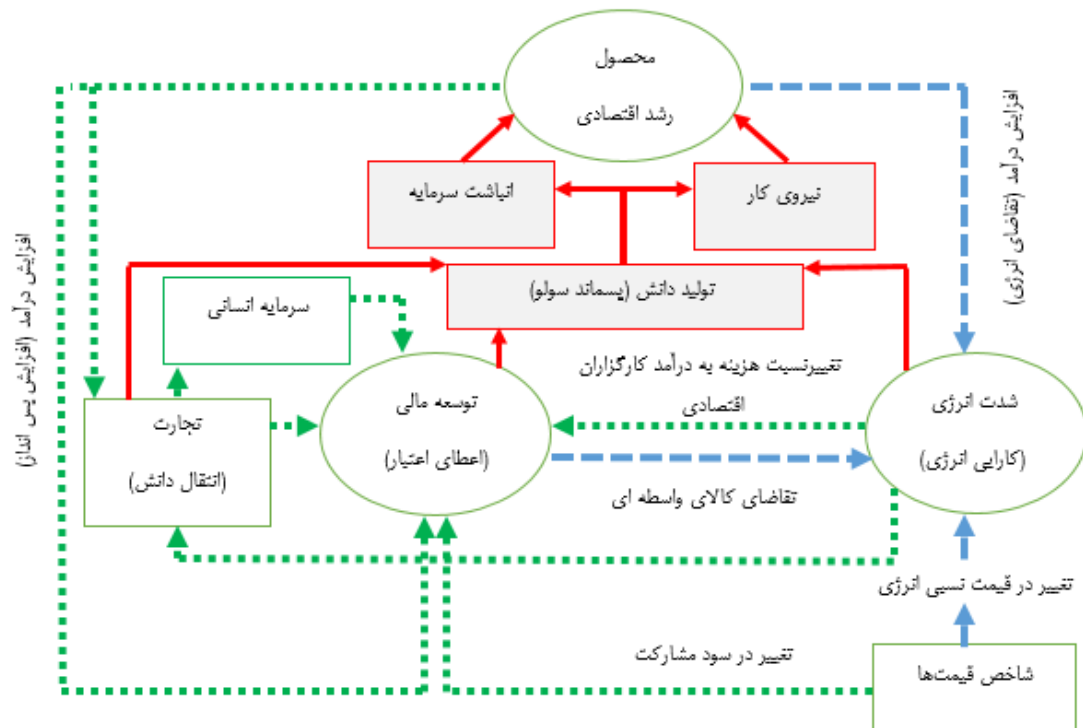 محصول
رشد اقتصادی
انباشت سرمایه
نیروی کار
تولید دانش (پسماند سولو)
سرمایه انسانی
تجارت
(انتقال دانش)
توسعه مالی
(اعطای اعتبار)
تغییرنسبت هزینه به درآمد کارگزاران
اقتصادی
تقاضای کالای واسطه ای
شدت انرژی
(کارایی انرژی)
تغییر در قیمت نسبی انرژی
تغییر در سود مشارکت
شاخص قیمت‌ها
افزایش درآمد (تقاضای انرژی)
افزایش درآمد (افزایش پس انداز)